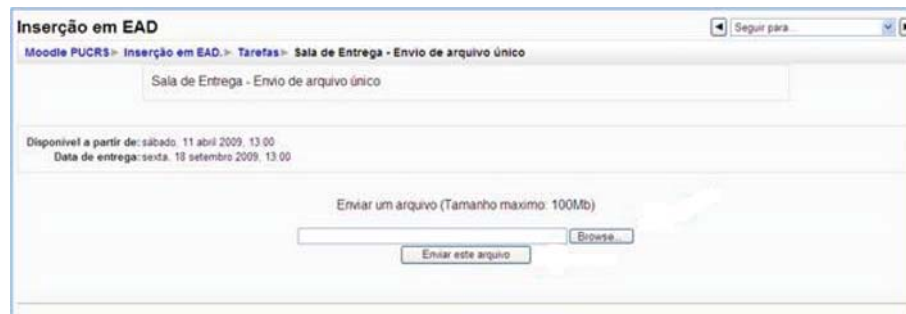 Inserção em EAD
Seguir para...
Moodle PUCRS ► Inserção em EAD. ► Tarefas ► Sala de Entrega - Envio de arquivo único
Sala de Entrega - Envio de arquivo único
Disponível a partir de: sábado, 11 abril 2009, 13:00
Data de entrega: sexta, 18 setembro 2009, 13:00
Enviar um arquivo (Tamanho maximo: 100Mb)
Browse...
Enviar este arquivo